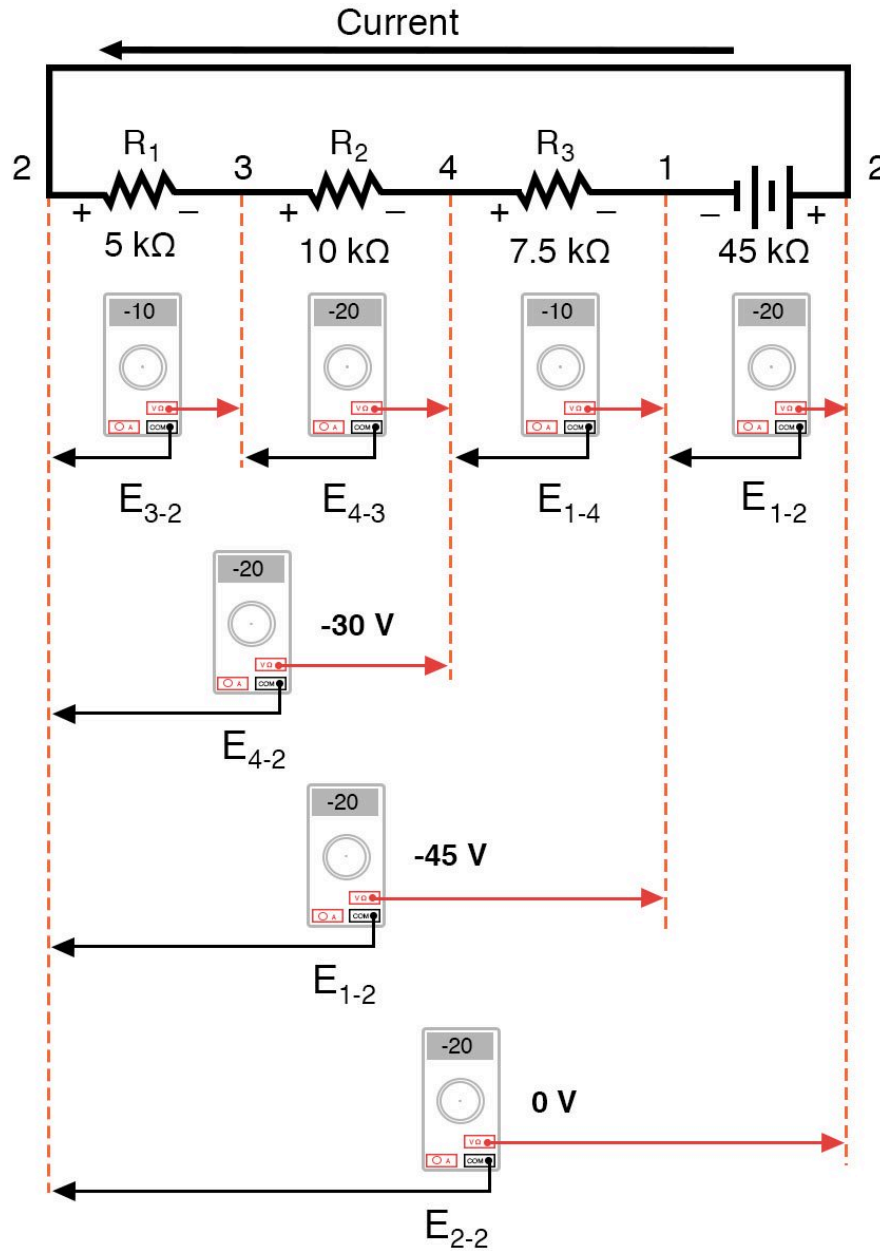 Current
R1 R2 R3
2 3 4 1 2
+ – + – + – – +
5 kΩ 10 kΩ 7.5 kΩ 45 kΩ
-10 -20 -10 -20
VΩ VΩ VΩ VΩ
A COM A COM A COM A COM
E3-2 E4-3 E1-4 E1-2
-20
-30 V
VΩ
A COM
E4-2
-20
-45 V
VΩ
A COM
E1-2
-20
0 V
VΩ
A COM
E2-2